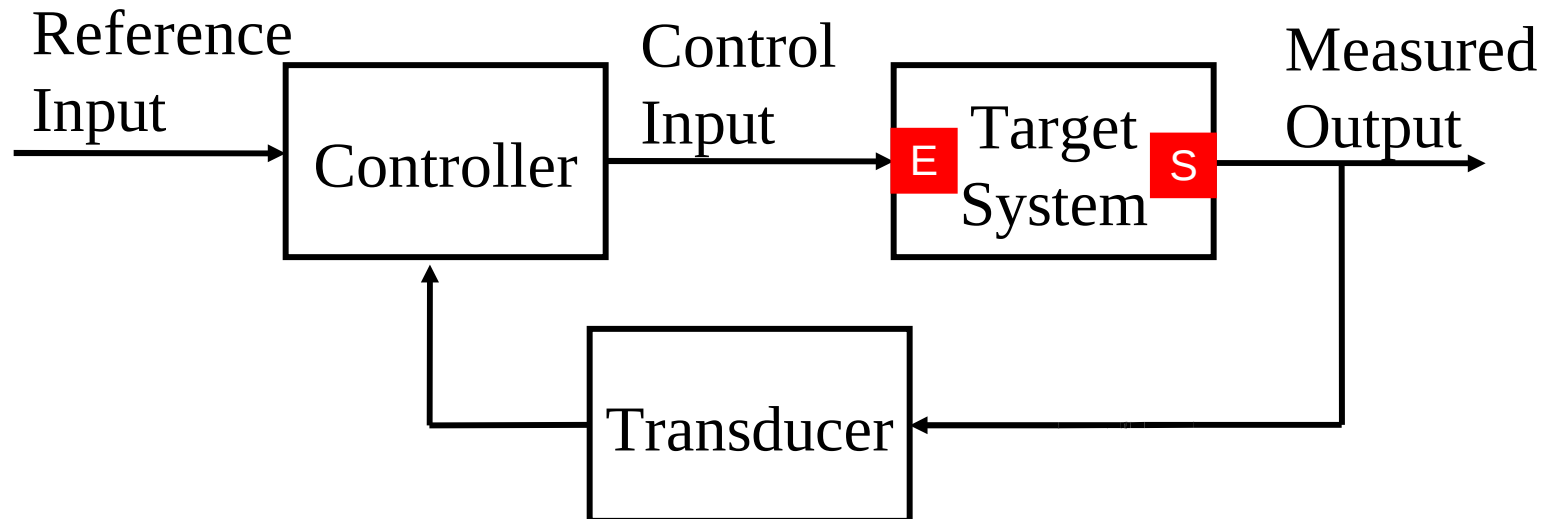 Reference
Input
Controller
Control
Input
E
Target
System
S
Measured
Output
Transducer